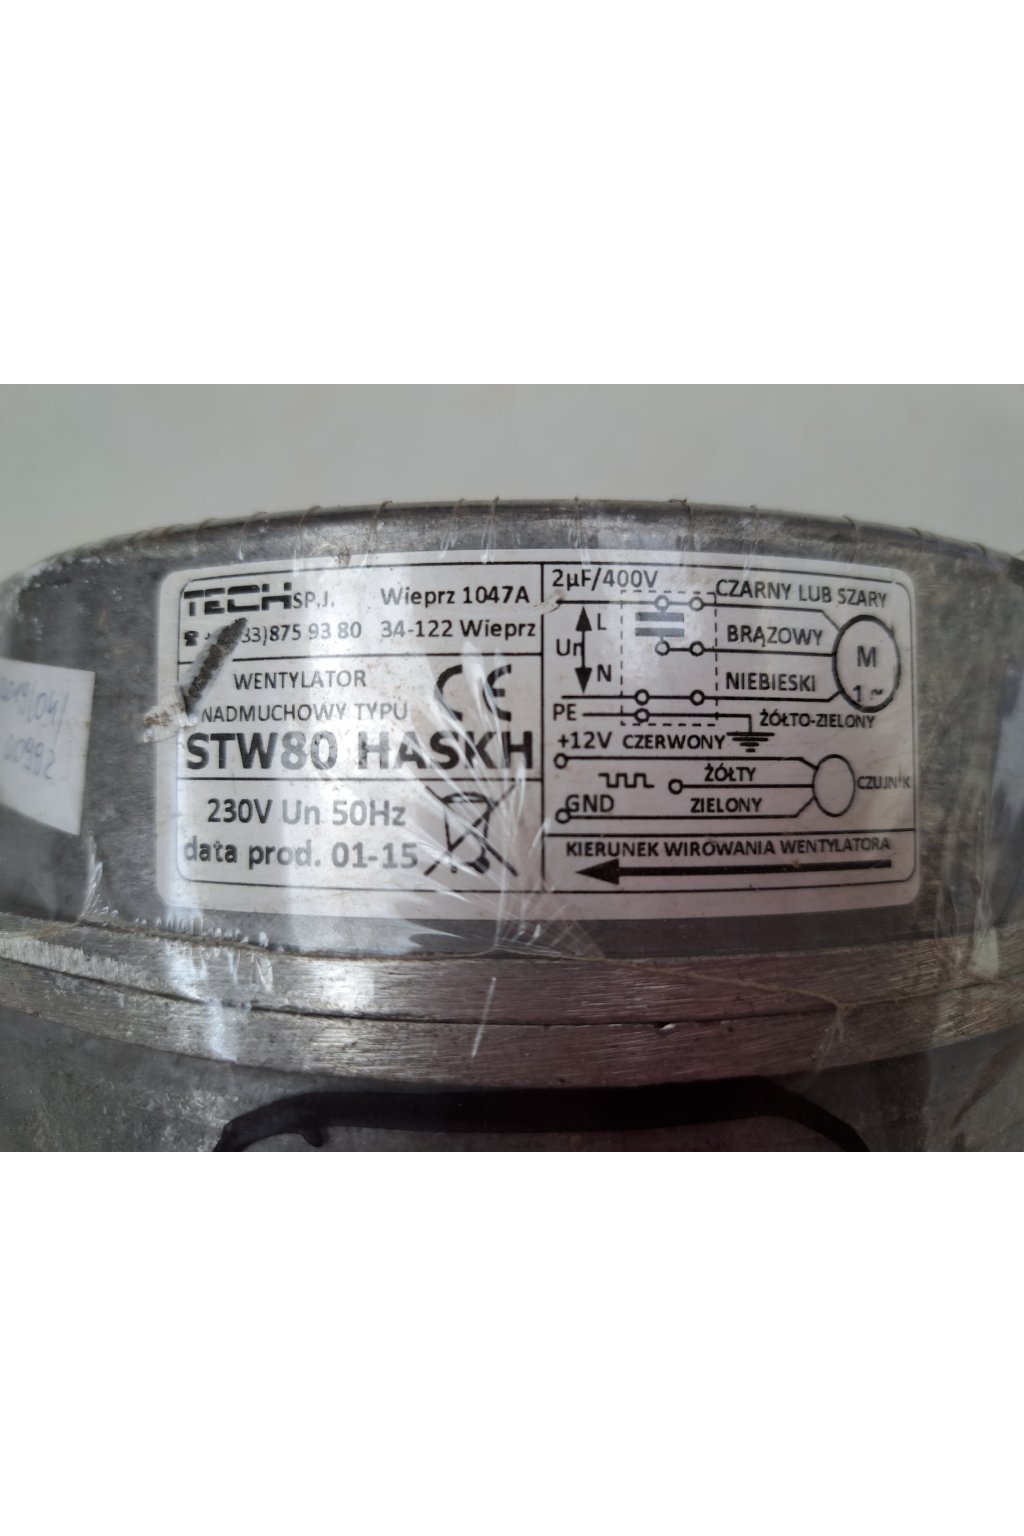 TECH SP.J.
Wieprz 1047A
33)875 93 80
34-122 Wieprz
WENTYLATOR
NADMUCHOWY TYPU
CE
STW80 HASKH
230V Un 50Hz
data prod. 01-15
2µF/400V
CZARNY LUB SZARY
L
BRĄZOWY
Un
M
1~
N
NIEBIESKI
PE
ŻÓŁTO-ZIELONY
+12V CZERWONY
ŻÓŁTY
CZUJNIK
GND
ZIELONY
KIERUNEK WIROWANIA WENTYLATORA